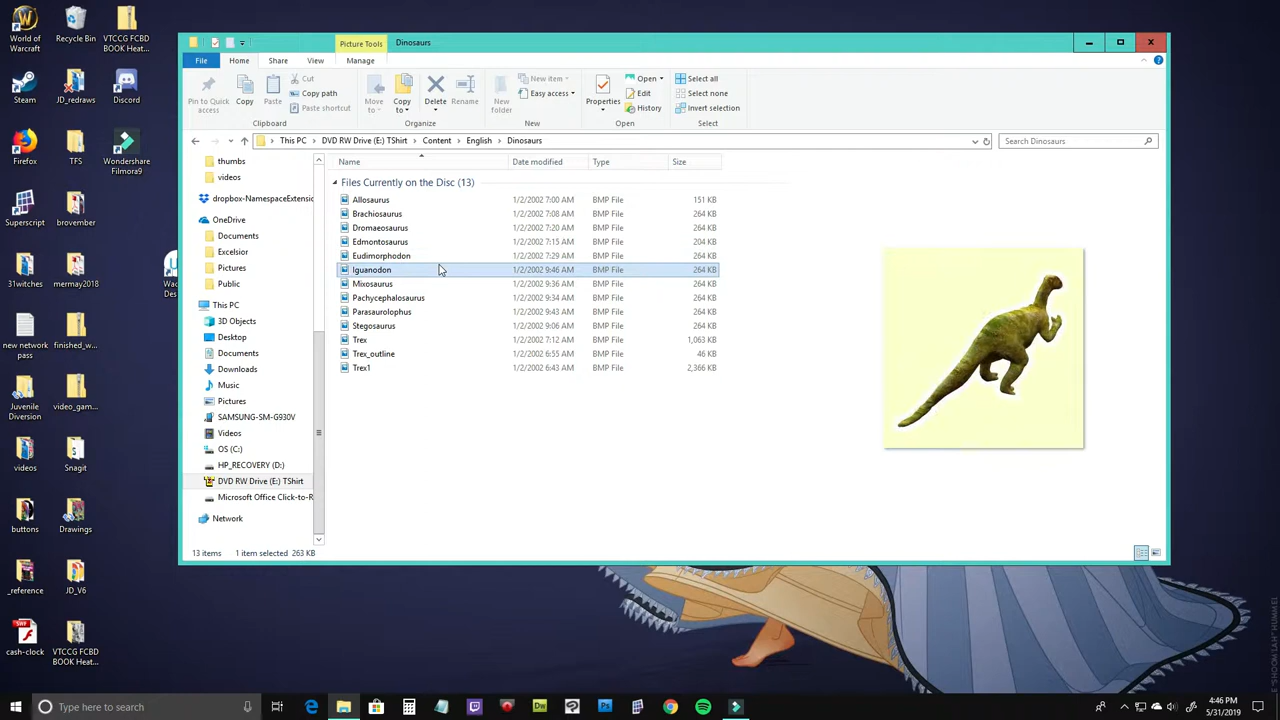 World of Warcraft
Recycle Bin
VTCCG FCBD BOOK Heat...
Steam
JD_redraws
Discord
Firefox
TFS
Wondershare Filmora9
Superscript
brovember
31witches
mermay2018
new network pass
finished_w...
Juvenile Diversion
video_gam...
videos
Snagit
buttons
Drawings
_reference
JD_V6
cash-clock
VTCCG FCBD BOOK Heat...
Picture Tools
Dinosaurs
File
Home
Share
View
Manage
Pin to Quick access
Copy
Paste
Cut
Copy path
Paste shortcut
Clipboard
Move to
Copy to
Delete
Rename
Organize
New folder
New item
Easy access
New
Properties
Open
Edit
History
Open
Select all
Select none
Invert selection
Select
This PC > DVD RW Drive (E:) TShirt > Content > English > Dinosaurs
Search Dinosaurs
thumbs
videos
dropbox-NamespaceExtensio
OneDrive
Documents
Excelsior
Pictures
Public
This PC
3D Objects
Desktop
Documents
Downloads
Music
Pictures
SAMSUNG-SM-G930V
Videos
OS (C:)
HP_RECOVERY (D:)
DVD RW Drive (E:) TShirt
Microsoft Office Click-to-R
Network
Name Date modified Type Size
Files Currently on the Disc (13)
Allosaurus 1/2/2002 7:00 AM BMP File 151 KB
Brachiosaurus 1/2/2002 7:08 AM BMP File 264 KB
Dromaeosaurus 1/2/2002 7:20 AM BMP File 264 KB
Edmontosaurus 1/2/2002 7:15 AM BMP File 204 KB
Eudimorphodon 1/2/2002 7:22 AM BMP File 264 KB
Iguanodon 1/2/2002 9:46 AM BMP File 264 KB
Mixosaurus 1/2/2002 9:36 AM BMP File 264 KB
Pachycephalosaurus 1/2/2002 9:34 AM BMP File 264 KB
Parasaurolophus 1/2/2002 9:43 AM BMP File 264 KB
Stegosaurus 1/2/2002 9:06 AM BMP File 264 KB
Trex 1/2/2002 7:12 AM BMP File 1,063 KB
Trex_outline 1/2/2002 6:55 AM BMP File 46 KB
Trex1 1/2/2002 6:43 AM BMP File 2,366 KB
13 items 1 item selected 263 KB
Type here to search
4:46 PM
5/31/2019